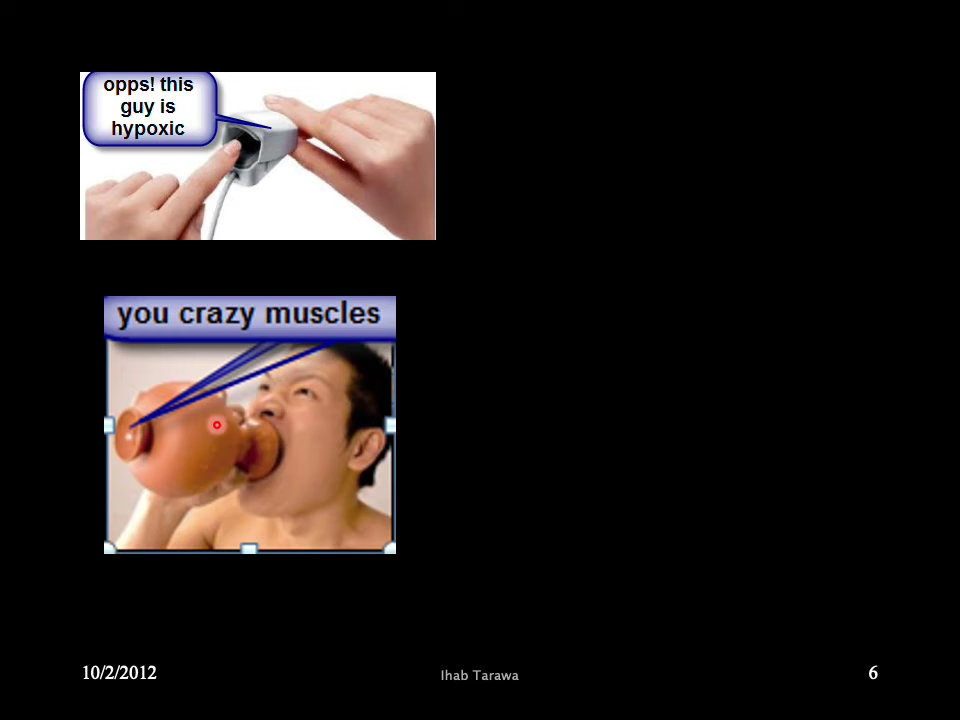 opps! this
guy is
hypoxic
you crazy muscles
10/2/2012
Ihab Tarawa
6